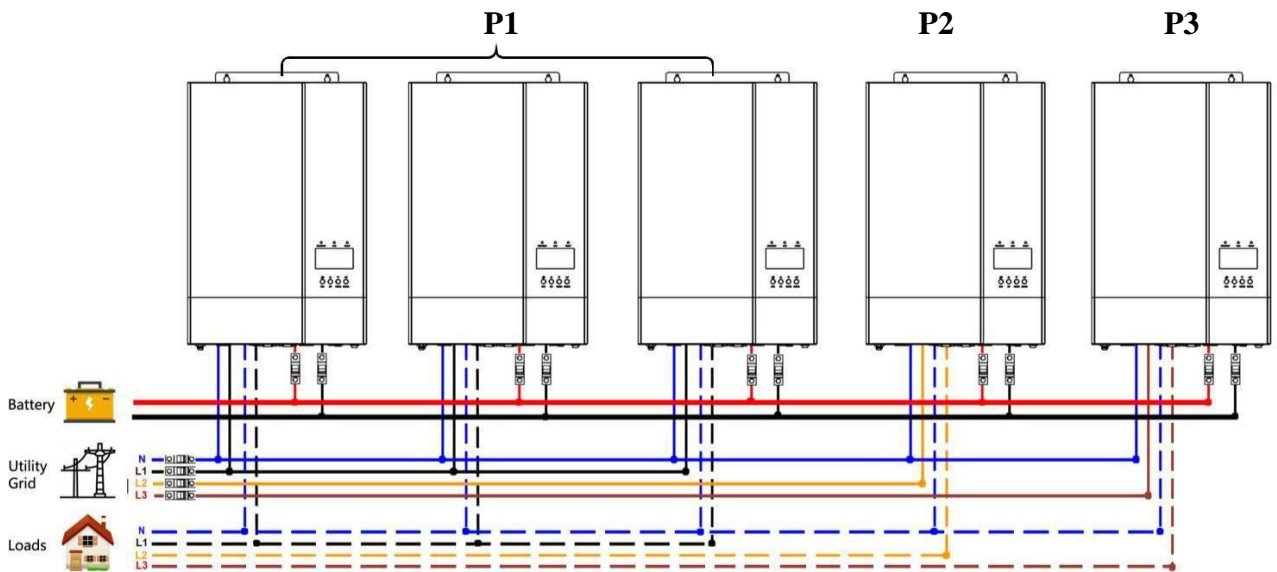 P1
P2
P3
Battery
+ -
Utility
Grid
N
L1
L2
L3
Loads
N
L1
L2
L3